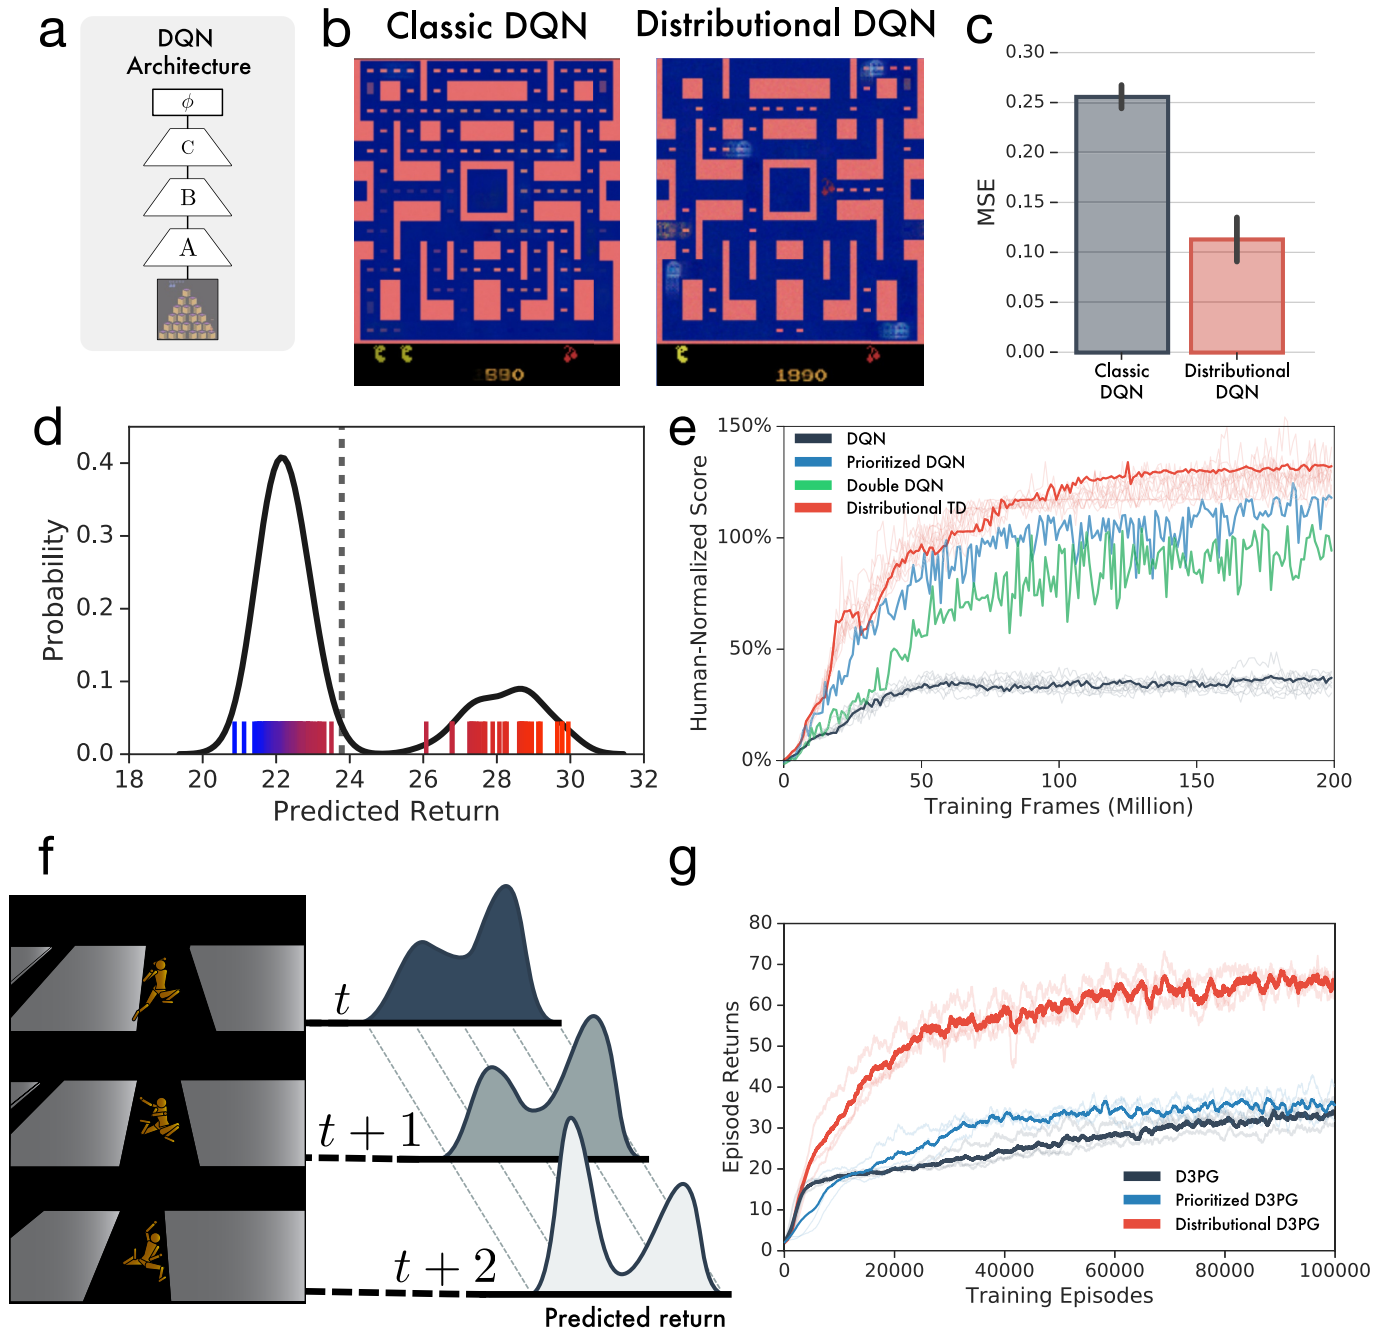 a
DQN
Architecture
ϕ
C
B
A
b
Classic DQN
Distributional DQN
1890
c
MSE
0.30
0.25
0.20
0.15
0.10
0.05
0.00
Classic
DQN
Distributional
DQN
d
Probability
0.4
0.3
0.2
0.1
0.0
18 20 22 24 26 28 30 32
Predicted Return
e
Human-Normalized Score
150%
100%
50%
0%
DQN
Prioritized DQN
Double DQN
Distributional TD
0 50 100 150 200
Training Frames (Million)
f
t
t + 1
t + 2
Predicted return
g
Episode Returns
80
70
60
50
40
30
20
10
0
D3PG
Prioritized D3PG
Distributional D3PG
0 20000 40000 60000 80000 100000
Training Episodes